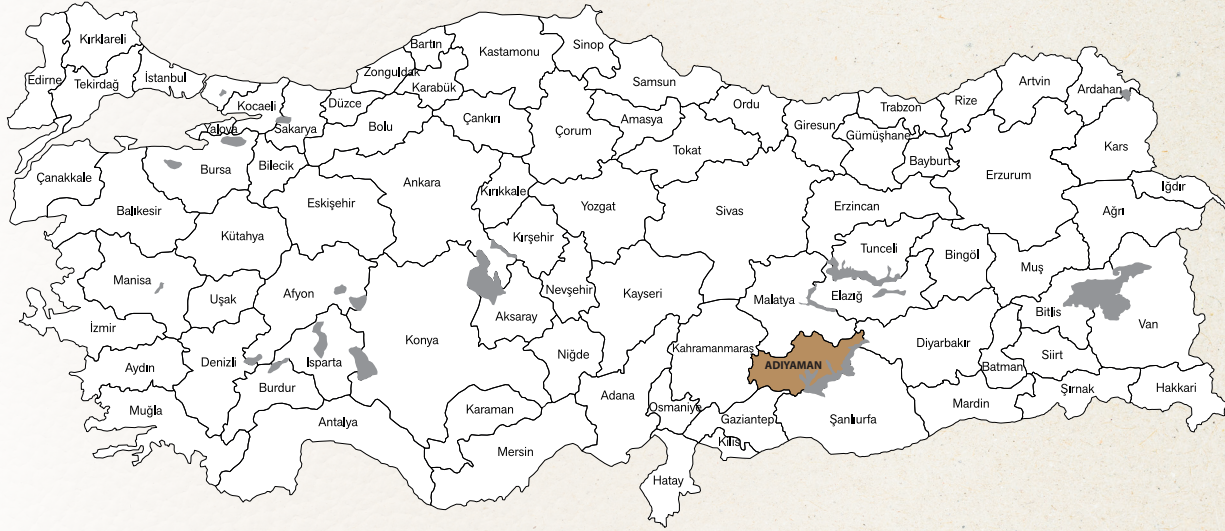 Kırklareli
Edirne
Tekirdağ
İstanbul
Kocaeli
Yalova
Sakarya
Düzce
Zonguldak
Bartın
Karabük
Kastamonu
Sinop
Samsun
Ordu
Giresun
Trabzon
Rize
Artvin
Ardahan
Kars
Iğdır
Ağrı
Erzurum
Bayburt
Gümüşhane
Tokat
Amasya
Çorum
Çankırı
Bolu
Bilecik
Bursa
Çanakkale
Balıkesir
Kütahya
Eskişehir
Ankara
Kırıkkale
Yozgat
Sivas
Erzincan
Tunceli
Bingöl
Muş
Bitlis
Van
Hakkari
Şırnak
Siirt
Batman
Mardin
Diyarbakır
Elazığ
Malatya
ADIYAMAN
Şanlıurfa
Gaziantep
Kilis
Hatay
Osmaniye
Kahramanmaraş
Kayseri
Kırşehir
Nevşehir
Aksaray
Niğde
Adana
Mersin
Karaman
Konya
Antalya
Isparta
Burdur
Afyon
Uşak
Denizli
Manisa
İzmir
Aydın
Muğla